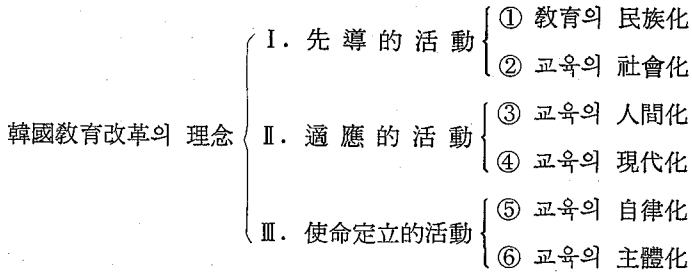 韓國敎育改革의 理念
Ⅰ. 先導的活動
① 敎育의 民族化
② 교육의 社會化
Ⅱ. 適應的活動
③ 교육의 人間化
④ 교육의 現代化
Ⅲ. 使命定立的活動
⑤ 교육의 自律化
⑥ 교육의 主體化